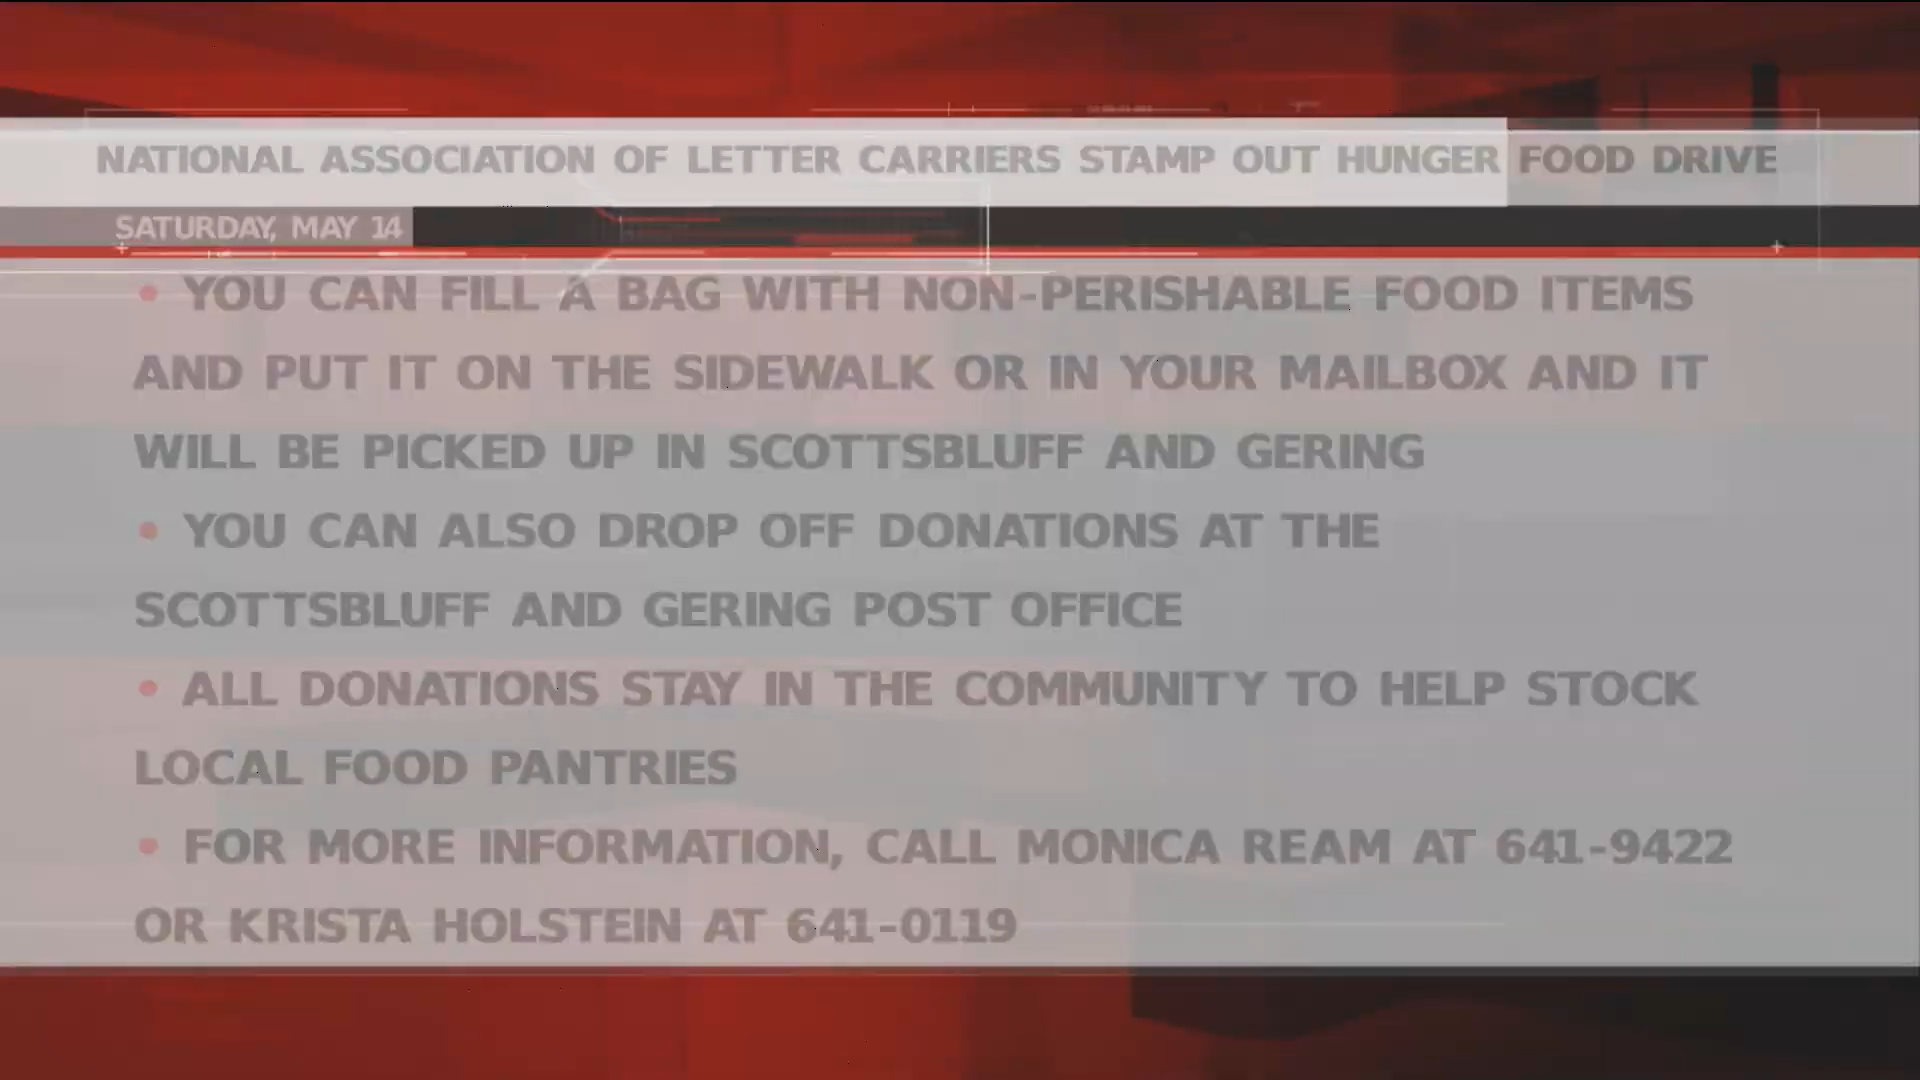 NATIONAL ASSOCIATION OF LETTER CARRIERS STAMP OUT HUNGER FOOD DRIVE
SATURDAY, MAY 14
• YOU CAN FILL A BAG WITH NON-PERISHABLE FOOD ITEMS
AND PUT IT ON THE SIDEWALK OR IN YOUR MAILBOX AND IT
WILL BE PICKED UP IN SCOTTSBLUFF AND GERING
• YOU CAN ALSO DROP OFF DONATIONS AT THE
SCOTTSBLUFF AND GERING POST OFFICE
• ALL DONATIONS STAY IN THE COMMUNITY TO HELP STOCK
LOCAL FOOD PANTRIES
• FOR MORE INFORMATION, CALL MONICA REAM AT 641-9422
OR KRISTA HOLSTEIN AT 641-0119